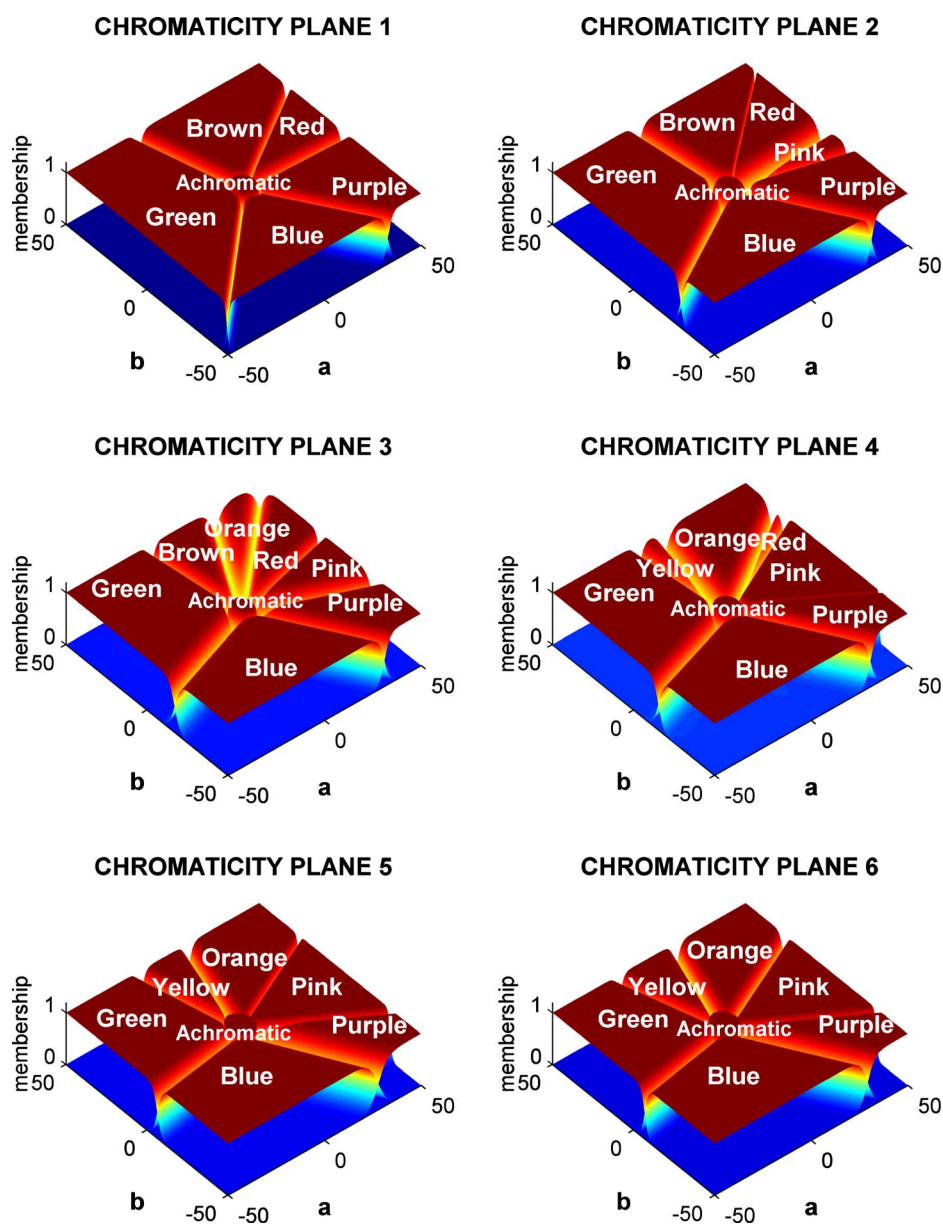 CHROMATICITY PLANE 1
Brown
Red
Achromatic
Purple
Green
Blue
membership
1
0
50
0
-50
b
-50
0
50
a
CHROMATICITY PLANE 2
Brown
Red
Pink
Green
Achromatic
Purple
Blue
membership
1
0
50
0
-50
b
-50
0
50
a
CHROMATICITY PLANE 3
Orange
Brown
Red
Pink
Green
Achromatic
Purple
Blue
membership
1
0
50
0
-50
b
-50
0
50
a
CHROMATICITY PLANE 4
Orange
Red
Yellow
Pink
Green
Achromatic
Purple
Blue
membership
1
0
50
0
-50
b
-50
0
50
a
CHROMATICITY PLANE 5
Orange
Yellow
Pink
Green
Achromatic
Purple
Blue
membership
1
0
50
0
-50
b
-50
0
50
a
CHROMATICITY PLANE 6
Orange
Yellow
Pink
Green
Achromatic
Purple
Blue
membership
1
0
50
0
-50
b
-50
0
50
a